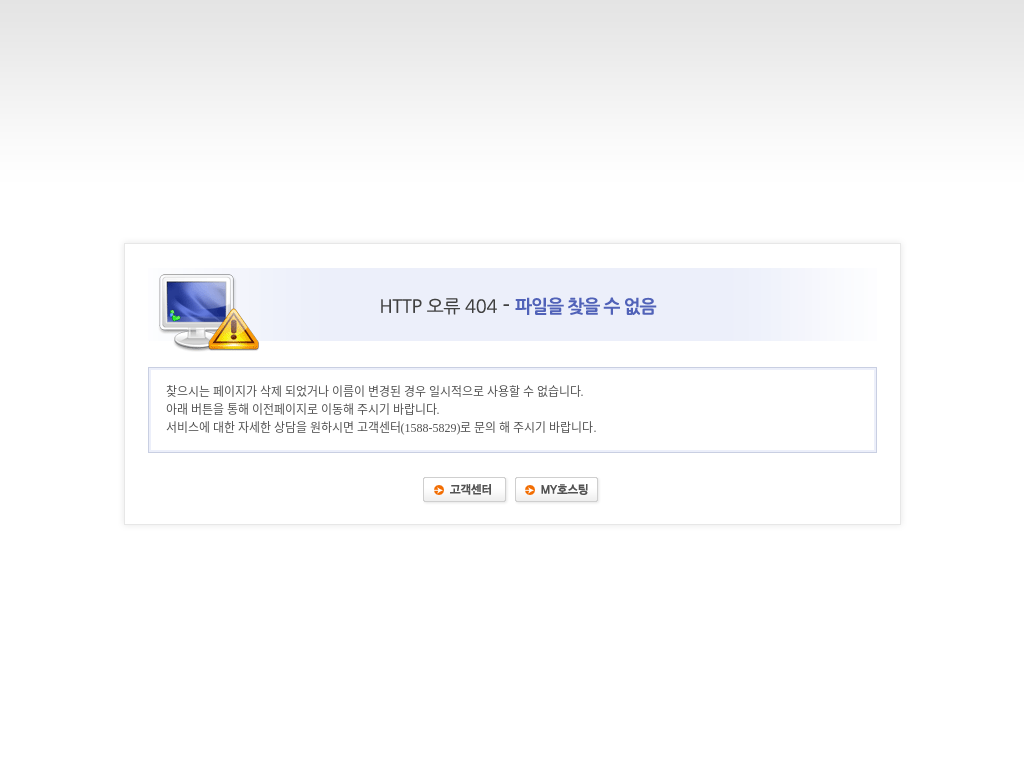 HTTP 오류 404 - 파일을 찾을 수 없음
찾으시는 페이지가 삭제 되었거나 이름이 변경된 경우 일시적으로 사용할 수 없습니다.
아래 버튼을 통해 이전페이지로 이동해 주시기 바랍니다.
서비스에 대한 자세한 상담을 원하시면 고객센터(1588-5829)로 문의 해 주시기 바랍니다.
고객센터 MY호스팅